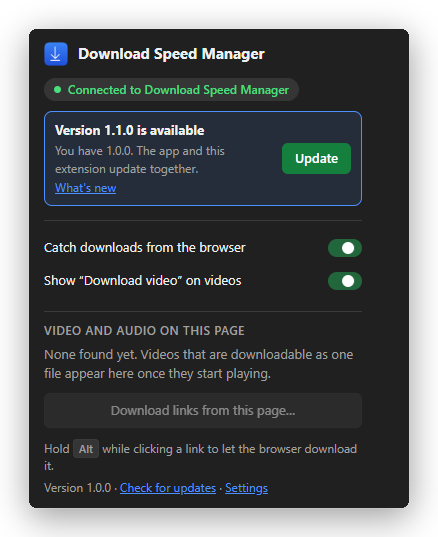 Download Speed Manager
Connected to Download Speed Manager
Version 1.1.0 is available
You have 1.0.0. The app and this
extension update together.
What's new
Update
Catch downloads from the browser
Show “Download video” on videos
VIDEO AND AUDIO ON THIS PAGE
None found yet. Videos that are downloadable as one
file appear here once they start playing.
Download links from this page...
Hold Alt while clicking a link to let the browser download
it.
Version 1.0.0 · Check for updates · Settings